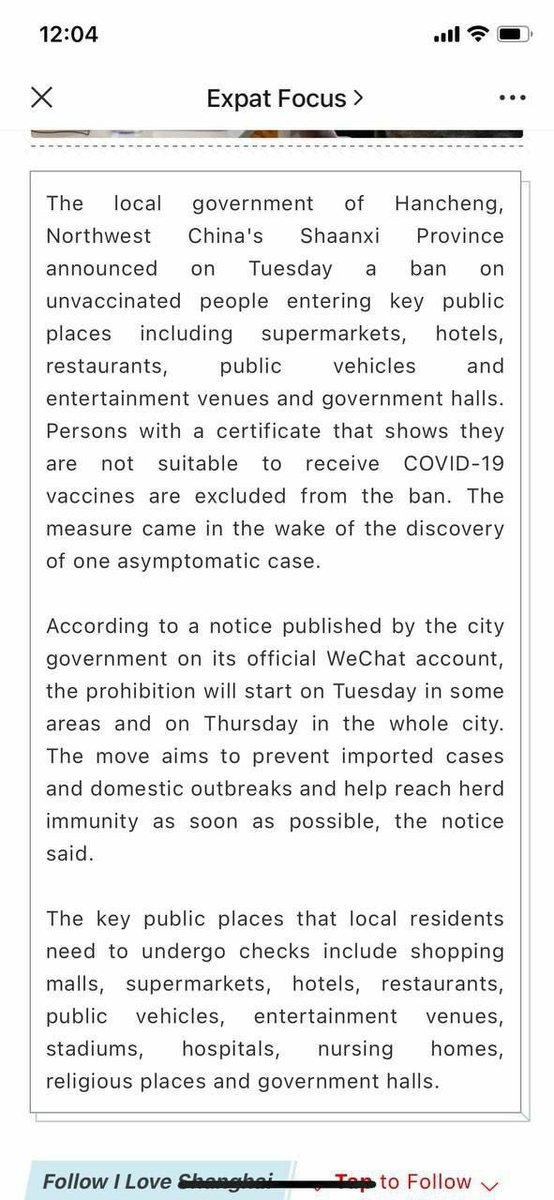 12:04
Expat Focus >
The local government of Hancheng,
Northwest China's Shaanxi Province
announced on Tuesday a ban on
unvaccinated people entering key public
places including supermarkets, hotels,
restaurants, public vehicles and
entertainment venues and government halls.
Persons with a certificate that shows they
are not suitable to receive COVID-19
vaccines are excluded from the ban. The
measure came in the wake of the discovery
of one asymptomatic case.
According to a notice published by the city
government on its official WeChat account,
the prohibition will start on Tuesday in some
areas and on Thursday in the whole city.
The move aims to prevent imported cases
and domestic outbreaks and help reach herd
immunity as soon as possible, the notice
said.
The key public places that local residents
need to undergo checks include shopping
malls, supermarkets, hotels, restaurants,
public vehicles, entertainment venues,
stadiums, hospitals, nursing homes,
religious places and government halls.
Follow I Love Shanghai Tap to Follow